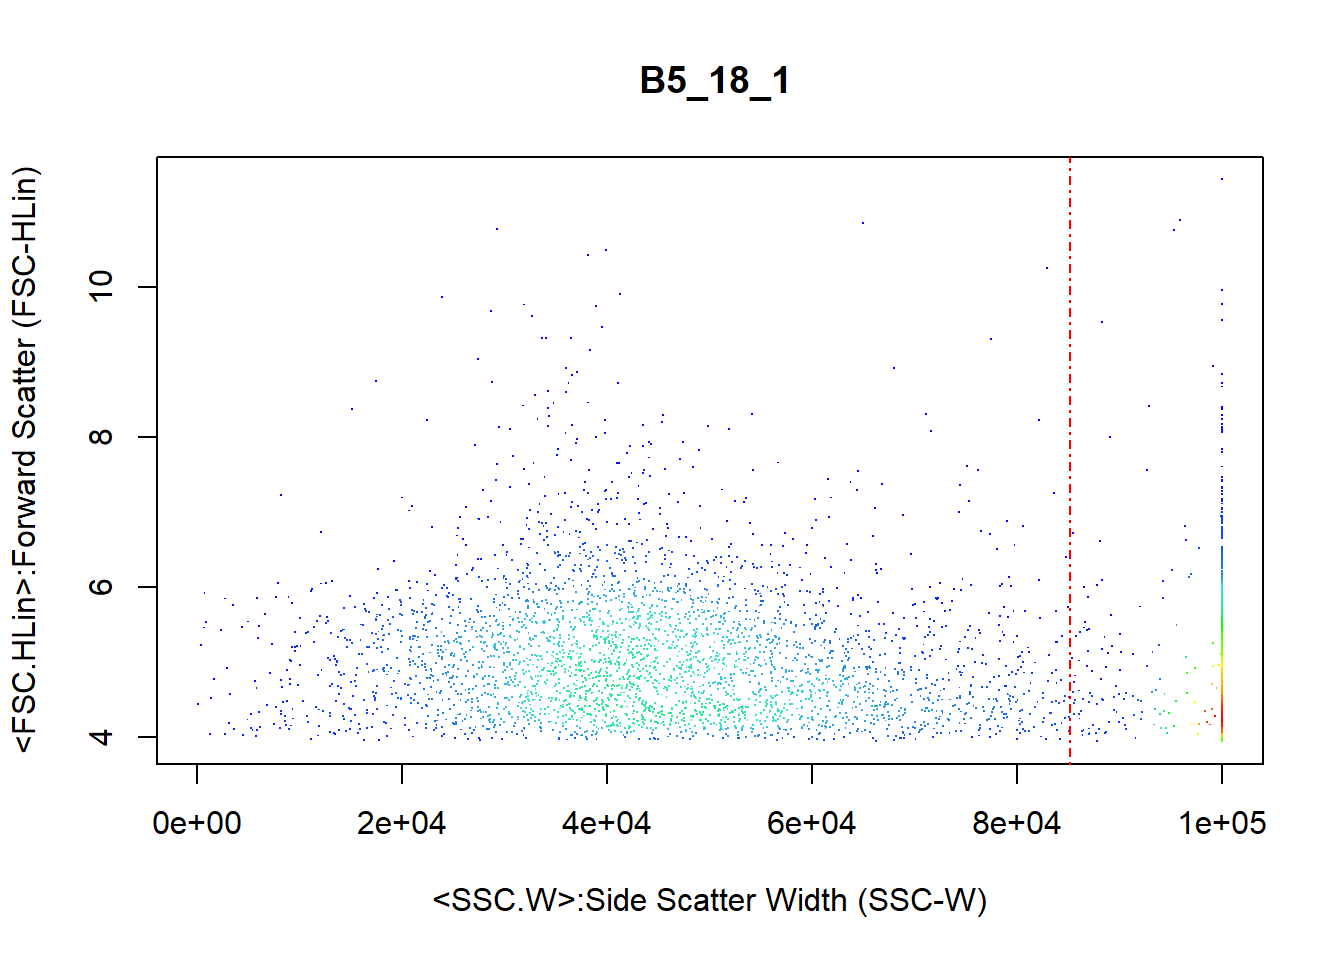 B5_18_1
<FSC.HLin>:Forward Scatter (FSC-HLin)
10
8
6
4
0e+00 2e+04 4e+04 6e+04 8e+04 1e+05
<SSC.W>:Side Scatter Width (SSC-W)